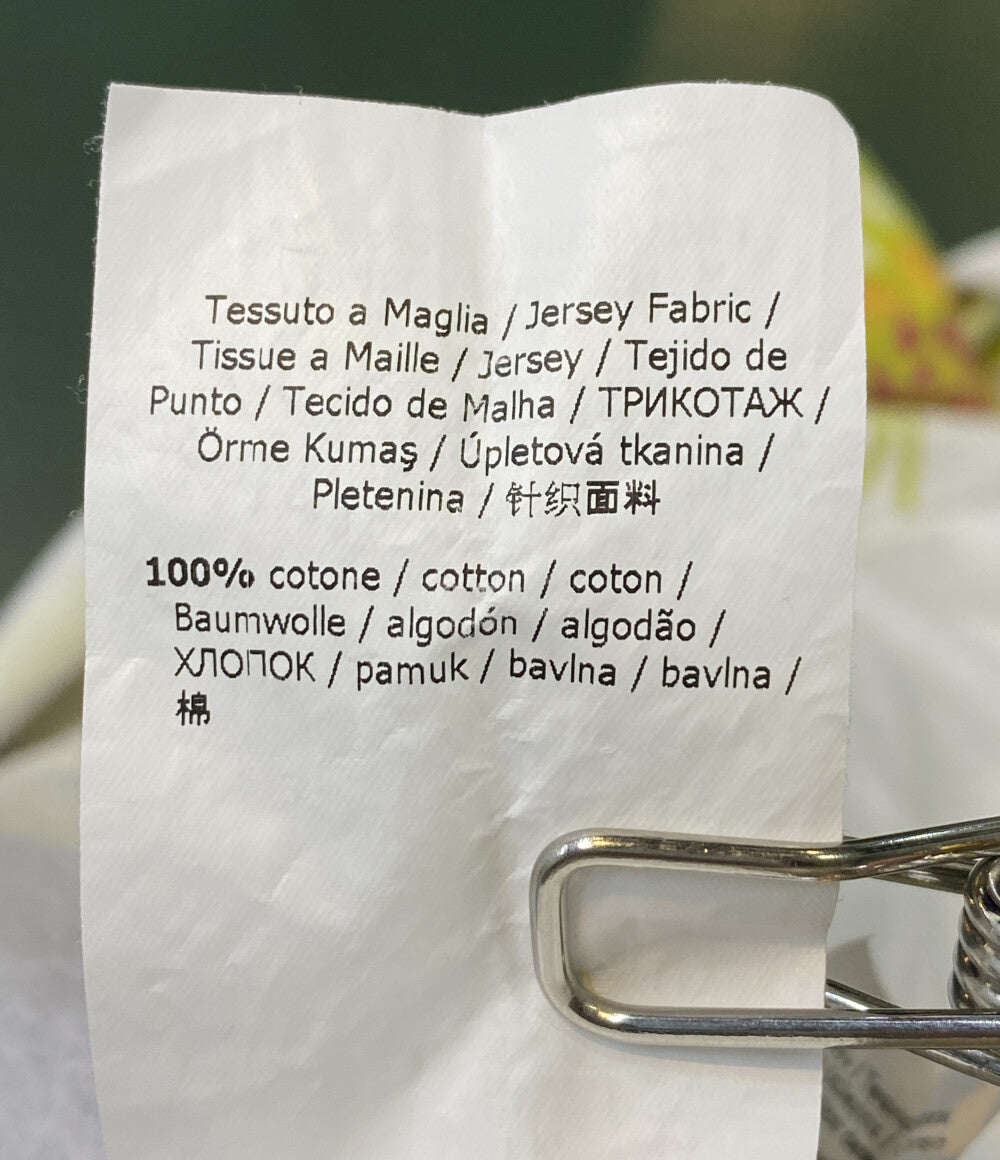 Tessuto a Maglia / Jersey Fabric /
Tissue a Maille / Jersey / Tejido de
Punto / Tecido de Malha / ТРИКОТАЖ /
Örme Kumaş / Úpletová tkanina /
Pletenina / 针织面料
100% cotone / cotton / coton /
Baumwolle / algodón / algodão /
ХЛОПОК / pamuk / bavlna / bavlna /
棉